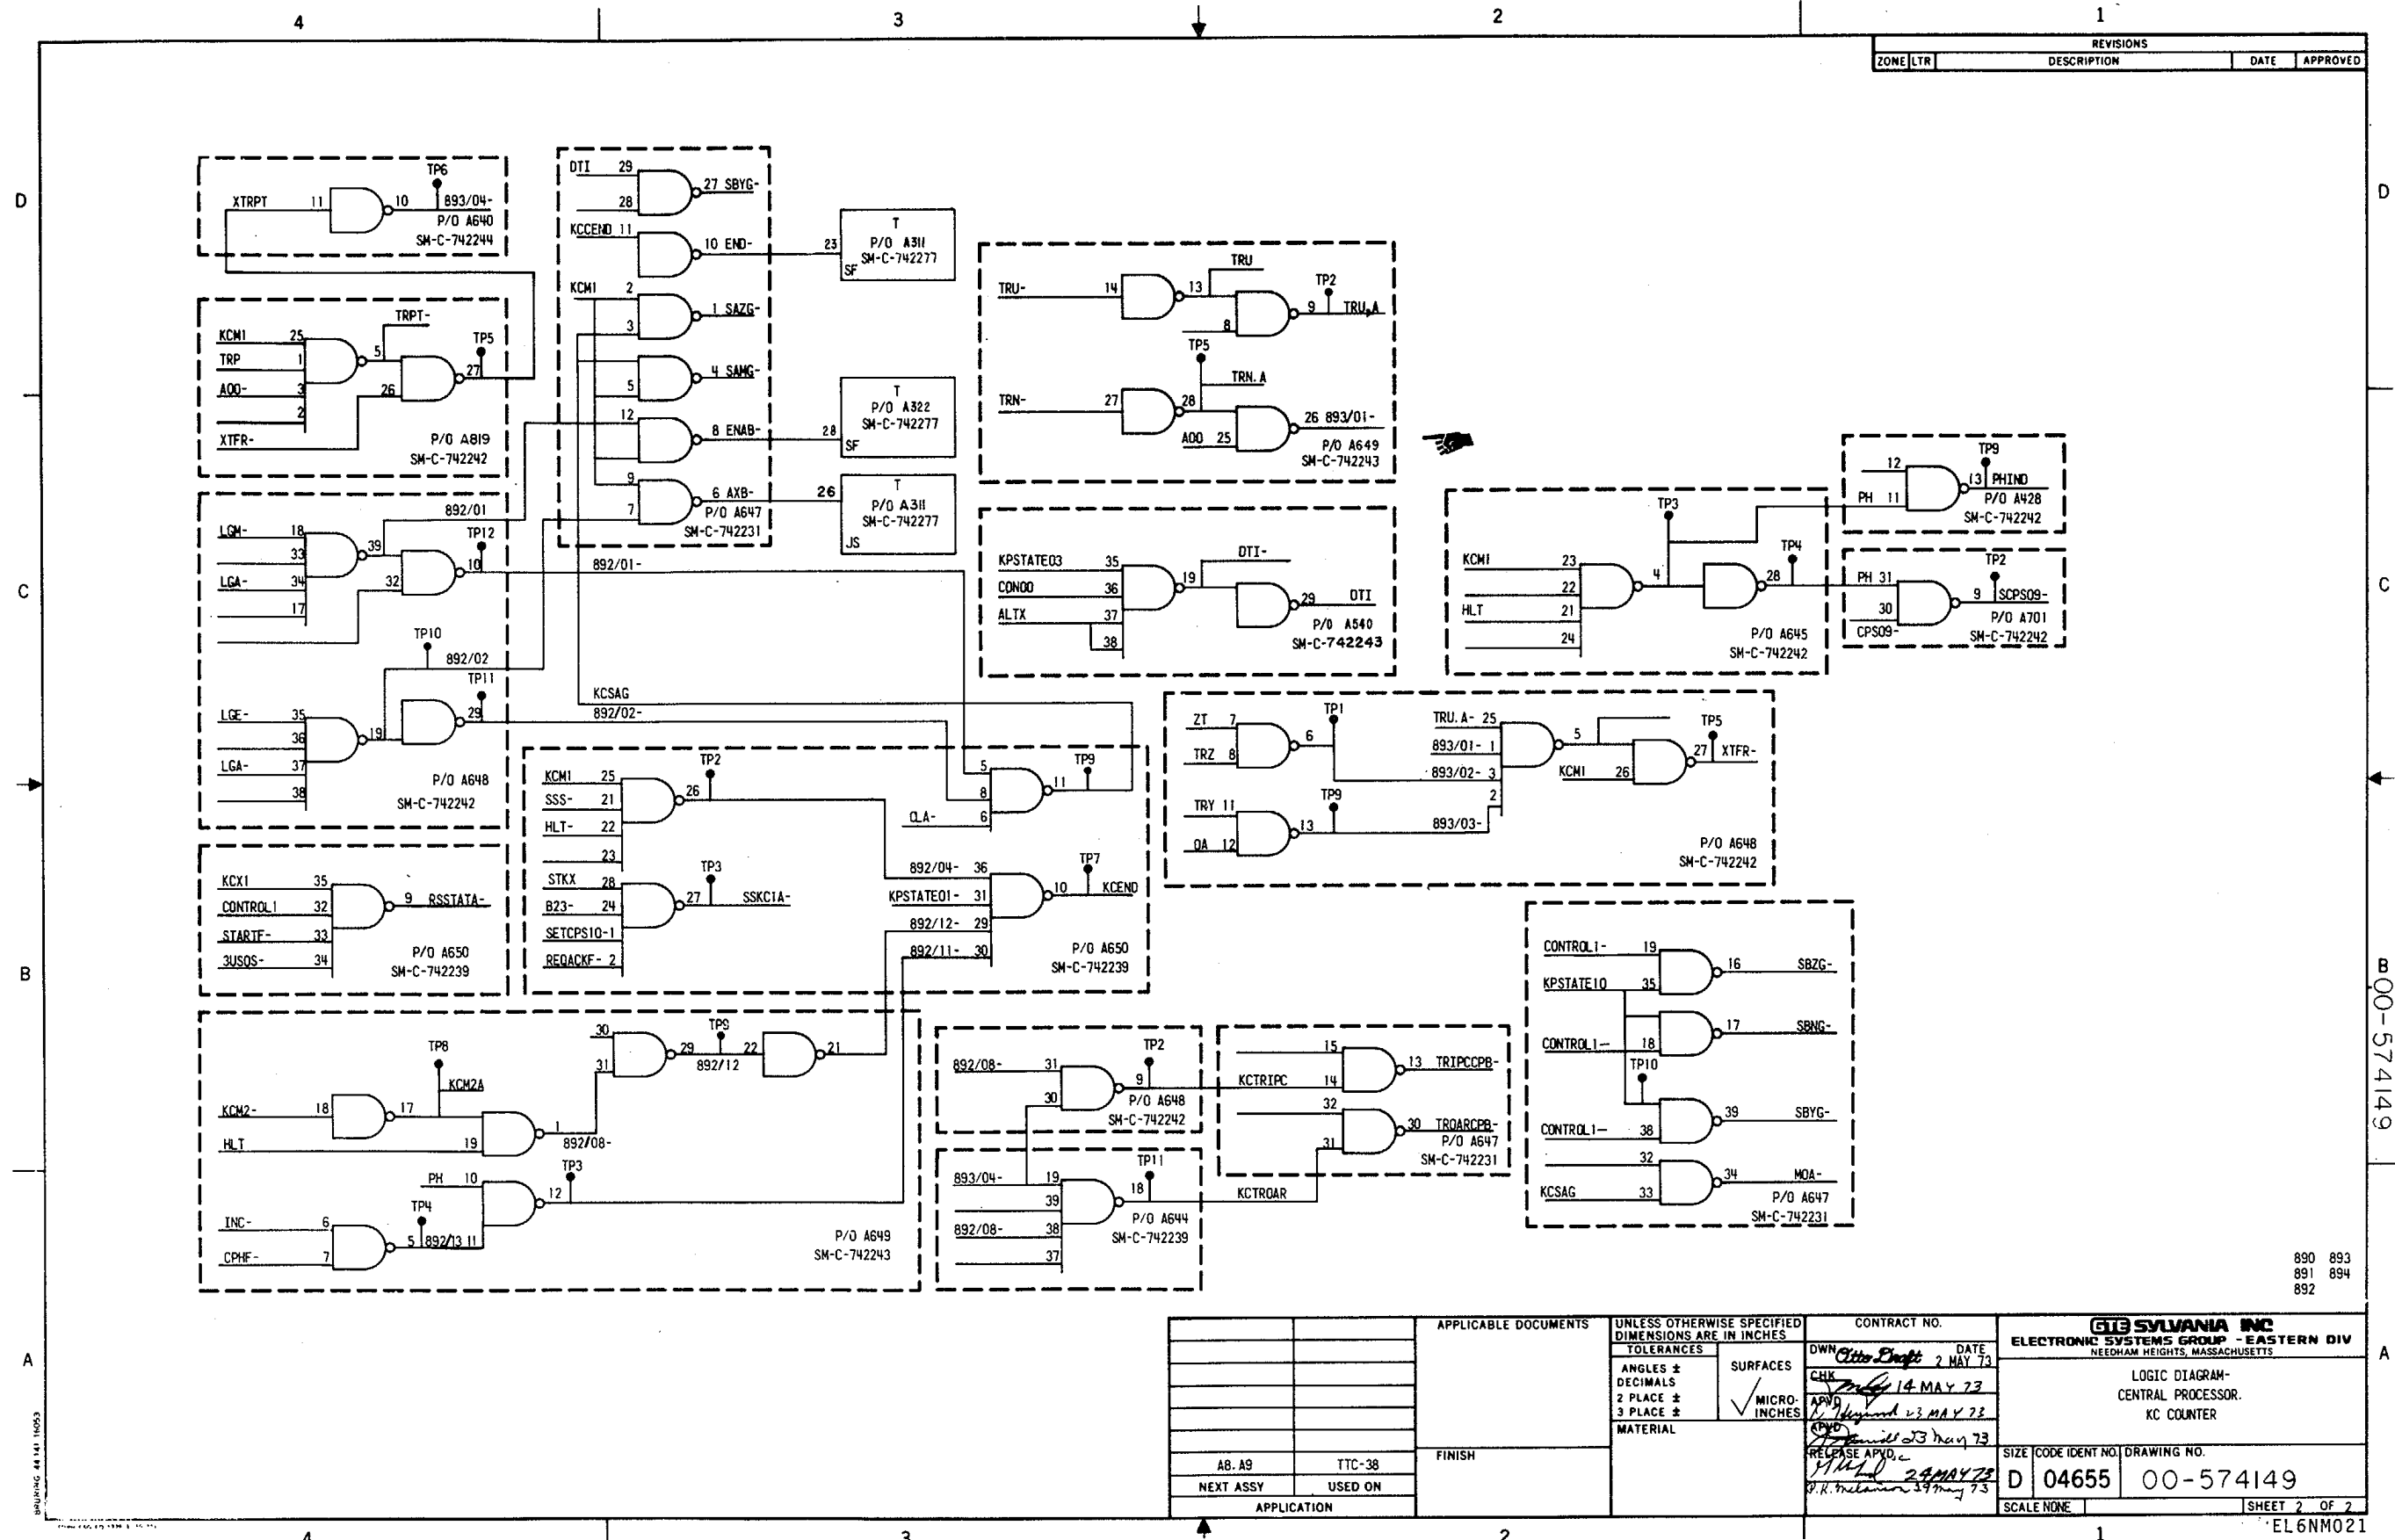 4 3 2 1
REVISIONS
ZONE LTR DESCRIPTION DATE APPROVED
D D
XTRPT 11 10 TP6 893/04-
P/O A640
SM-C-742244
KCM1 25
TRP 1
A00- 3
2
XTFR-
5 TRPT-
26 27 TP5
P/O A819
SM-C-742242
LGM- 18
33
LGA- 34
17
39 892/01
32 10 TP12
892/01-
TP10
892/02
TP11
LGE- 35
36
LGA- 37
38
19 29
892/02-
P/O A648
SM-C-742242
KCX1 35
CONTROL1 32
STARTF- 33
3USOS- 34
9 RSSTATA-
P/O A650
SM-C-742239
DTI 29
28
27 SBYG-
KCCEND 11
10 END-
KCM1 2
3
1 SAZG-
5
4 SAMG-
12
8 ENAB-
9
7
6 AXB-
P/O A647
SM-C-742231
23 T
P/O A311
SM-C-742277
SF
28 T
P/O A322
SM-C-742277
SF
26 T
P/O A311
SM-C-742277
JS
KCSAG
TRU- 14 13 TRU
8 9 TP2 TRU.A
TRN- 27 28 TP5 TRN.A
A00 25 26 893/01-
P/O A649
SM-C-742243
KPSTATE03 35
CON00 36
ALTX 37
38
19 DTI-
29 DTI
P/O A540
SM-C-742243
KCM1 23
22
HLT 21
24
4 TP3
28 TP4
P/O A645
SM-C-742242
12
PH 11
TP9
13 PHIND
P/O A428
SM-C-742242
PH 31
30
CPS09-
TP2
9 SCPS09-
P/O A701
SM-C-742242
C C
KCM1 25
SSS- 21
HLT- 22
23
26 TP2
STKX 28
B23- 24
SETCPS10- 1
REQACKF- 2
27 TP3 SSKC1A-
5
8
CLA- 6
11 TP9
892/04- 36
KPSTATE01- 31
892/12- 29
892/11- 30
10 TP7 KCEND
P/O A650
SM-C-742239
ZT 7
TRZ 8
6 TP1
TRY 11
OA 12
13 TP9
TRU.A- 25
893/01- 1
893/02- 3
2
893/03-
5
KCM1 26
27 TP5 XTFR-
P/O A648
SM-C-742242
B B
KCM2- 18 17 TP8 KCM2A
HLT 19
1 892/08-
30
31
29 TP9 892/12 22 21
PH 10
12 TP3
INC- 6
CPHF- 7
5 TP4 892/13 11
P/O A649
SM-C-742243
892/08- 31
30
9 TP2
P/O A648
SM-C-742242
893/04- 19
39
892/08- 38
37
18 TP11
P/O A644
SM-C-742239
KCTRIPC
KCTROAR
15
14
13 TRIPCCPB-
32
31
30 TROARCPB-
P/O A647
SM-C-742231
CONTROL1- 19
KPSTATE10 35
16 SBZG-
CONTROL1- 18
17 SBNG-
TP10
CONTROL1- 38
39 SBYG-
32
KCSAG 33
34 MOA-
P/O A647
SM-C-742231
00-574149
890 893
891 894
892
A A
APPLICABLE DOCUMENTS
FINISH
A8. A9 TTC-38
NEXT ASSY USED ON
APPLICATION
UNLESS OTHERWISE SPECIFIED
DIMENSIONS ARE IN INCHES
TOLERANCES
ANGLES ±
DECIMALS
2 PLACE ±
3 PLACE ±
SURFACES
MICRO-
INCHES
MATERIAL
CONTRACT NO.
DWN DATE
2 MAY 73
CHK
14 MAY 73
APVD
23 MAY 73
APVD
23 May 73
RELEASE APVD
24 MAY 73
GTE SYLVANIA INC
ELECTRONIC SYSTEMS GROUP - EASTERN DIV
NEEDHAM HEIGHTS, MASSACHUSETTS
LOGIC DIAGRAM-
CENTRAL PROCESSOR.
KC COUNTER
SIZE CODE IDENT NO. DRAWING NO.
D 04655 00-574149
SCALE NONE SHEET 2 OF 2
EL6NM021
BRUNING 44 141 16053
4 3 2 1